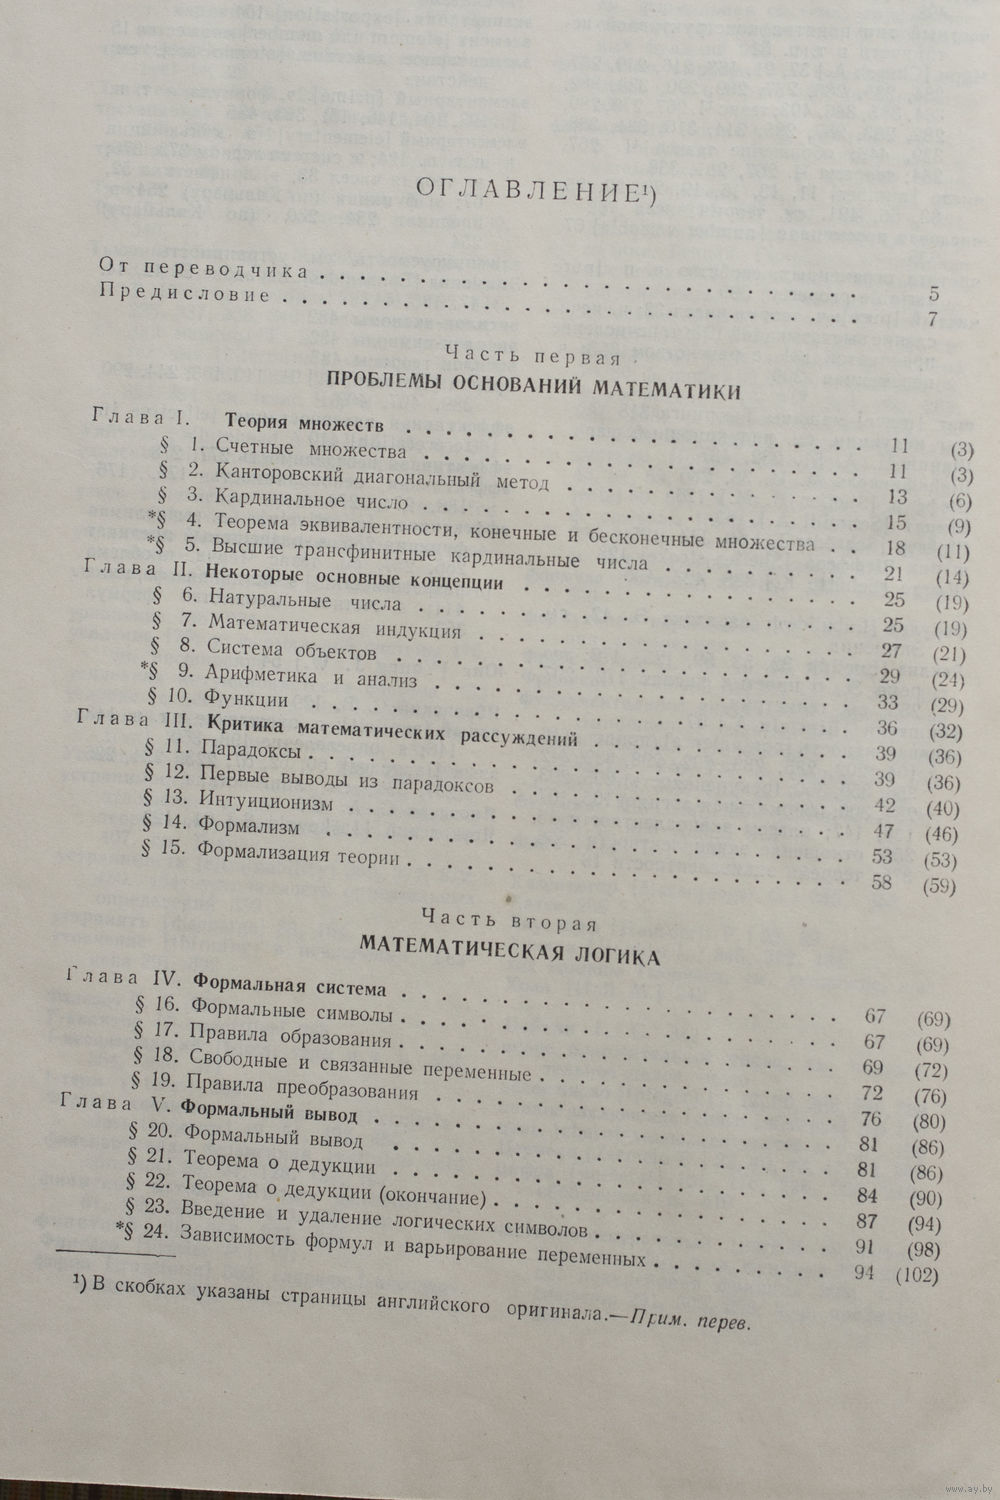 ОГЛАВЛЕНИЕ¹)
От переводчика . . . . . . . . . . . . . . . . . . . . 5
Предисловие . . . . . . . . . . . . . . . . . . . . 7
Часть первая
ПРОБЛЕМЫ ОСНОВАНИЙ МАТЕМАТИКИ
Глава I. Теория множеств . . . . . . . . . . 11 (3)
§ 1. Счетные множества . . . . . . . . . . 11 (3)
§ 2. Канторовский диагональный метод . . . . . . . . . . 13 (6)
§ 3. Кардинальное число . . . . . . . . . . 15 (9)
*§ 4. Теорема эквивалентности, конечные и бесконечные множества . . 18 (11)
*§ 5. Высшие трансфинитные кардинальные числа . . . . . . . . . . 21 (14)
Глава II. Некоторые основные концепции . . . . . . . . . . 25 (19)
§ 6. Натуральные числа . . . . . . . . . . 25 (19)
§ 7. Математическая индукция . . . . . . . . . . 27 (21)
§ 8. Система объектов . . . . . . . . . . 29 (24)
*§ 9. Арифметика и анализ . . . . . . . . . . 33 (29)
§ 10. Функции . . . . . . . . . . 36 (32)
Глава III. Критика математических рассуждений . . . . . . . . . . 39 (36)
§ 11. Парадоксы . . . . . . . . . . 39 (36)
§ 12. Первые выводы из парадоксов . . . . . . . . . . 42 (40)
§ 13. Интуиционизм . . . . . . . . . . 47 (46)
§ 14. Формализм . . . . . . . . . . 53 (53)
§ 15. Формализация теории . . . . . . . . . . 58 (59)
Часть вторая
МАТЕМАТИЧЕСКАЯ ЛОГИКА
Глава IV. Формальная система . . . . . . . . . . 67 (69)
§ 16. Формальные символы . . . . . . . . . . 67 (69)
§ 17. Правила образования . . . . . . . . . . 69 (72)
§ 18. Свободные и связанные переменные . . . . . . . . . . 72 (76)
§ 19. Правила преобразования . . . . . . . . . . 76 (80)
Глава V. Формальный вывод . . . . . . . . . . 81 (86)
§ 20. Формальный вывод . . . . . . . . . . 81 (86)
§ 21. Теорема о дедукции . . . . . . . . . . 84 (90)
§ 22. Теорема о дедукции (окончание) . . . . . . . . . . 87 (94)
§ 23. Введение и удаление логических символов . . . . . . . . . . 91 (98)
*§ 24. Зависимость формул и варьирование переменных . . . . . . . . . . 94 (102)
¹) В скобках указаны страницы английского оригинала.—Прим. перев.
www.ay.by